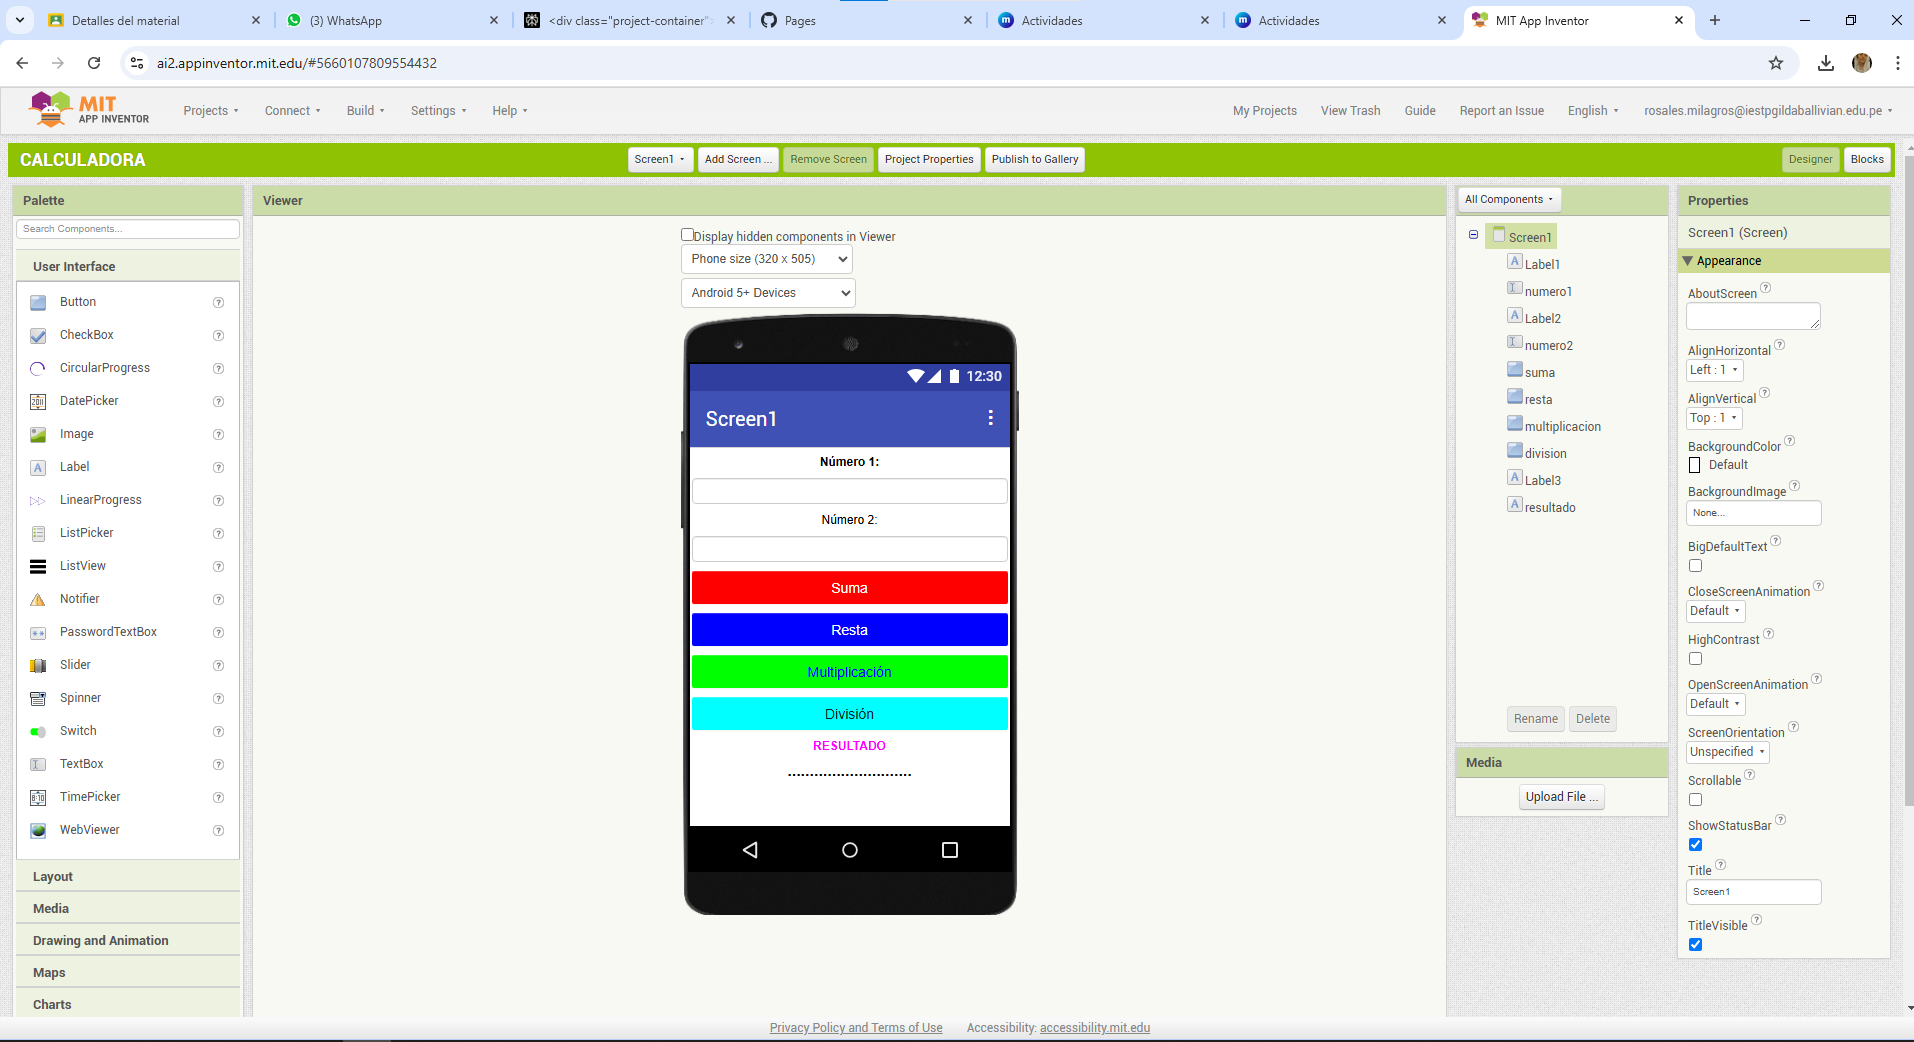 Detalles del material
(3) WhatsApp
<div class="project-container"
Pages
Actividades
Actividades
MIT App Inventor
ai2.appinventor.mit.edu/#5660107809554432
MIT
APP INVENTOR
Projects
Connect
Build
Settings
Help
My Projects
View Trash
Guide
Report an Issue
English
rosales.milagros@iestpgildaballivian.edu.pe
CALCULADORA
Screen1
Add Screen ...
Remove Screen
Project Properties
Publish to Gallery
Designer
Blocks
Palette
Search Components...
User Interface
Button
CheckBox
CircularProgress
DatePicker
Image
Label
LinearProgress
ListPicker
ListView
Notifier
PasswordTextBox
Slider
Spinner
Switch
TextBox
TimePicker
WebViewer
Layout
Media
Drawing and Animation
Maps
Charts
Viewer
Display hidden components in Viewer
Phone size (320 x 505)
Android 5+ Devices
12:30
Screen1
Número 1:
Número 2:
Suma
Resta
Multiplicación
División
RESULTADO
............................
All Components
Screen1
Label1
numero1
Label2
numero2
suma
resta
multiplicacion
division
Label3
resultado
Rename
Delete
Media
Upload File ...
Properties
Screen1 (Screen)
Appearance
AboutScreen
AlignHorizontal
Left : 1
AlignVertical
Top : 1
BackgroundColor
Default
BackgroundImage
None...
BigDefaultText
CloseScreenAnimation
Default
HighContrast
OpenScreenAnimation
Default
ScreenOrientation
Unspecified
Scrollable
ShowStatusBar
Title
Screen1
TitleVisible
Privacy Policy and Terms of Use
Accessibility: accessibility.mit.edu